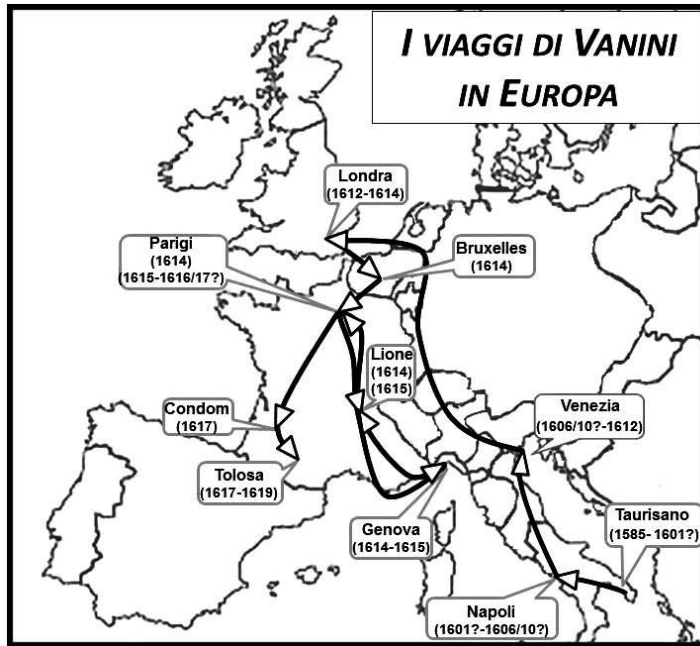 I VIAGGI DI VANINI
IN EUROPA
Londra
(1612-1614)
Parigi
(1614)
(1615-1616/17?)
Bruxelles
(1614)
Lione
(1614)
(1615)
Condom
(1617)
Venezia
(1606/10?-1612)
Tolosa
(1617-1619)
Genova
(1614-1615)
Taurisano
(1585- 1601?)
Napoli
(1601?-1606/10?)